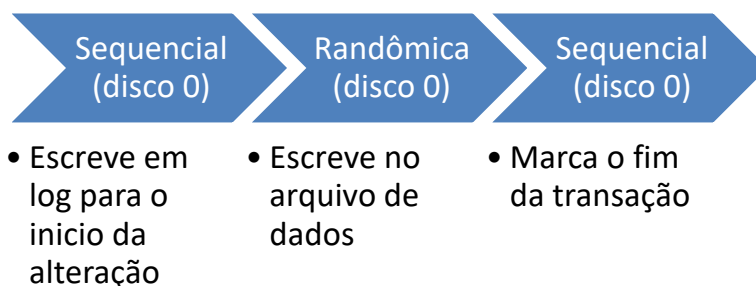 Sequencial
(disco 0)
Randômica
(disco 0)
Sequencial
(disco 0)
• Escreve em
log para o
inicio da
alteração
• Escreve no
arquivo de
dados
• Marca o fim
da transação